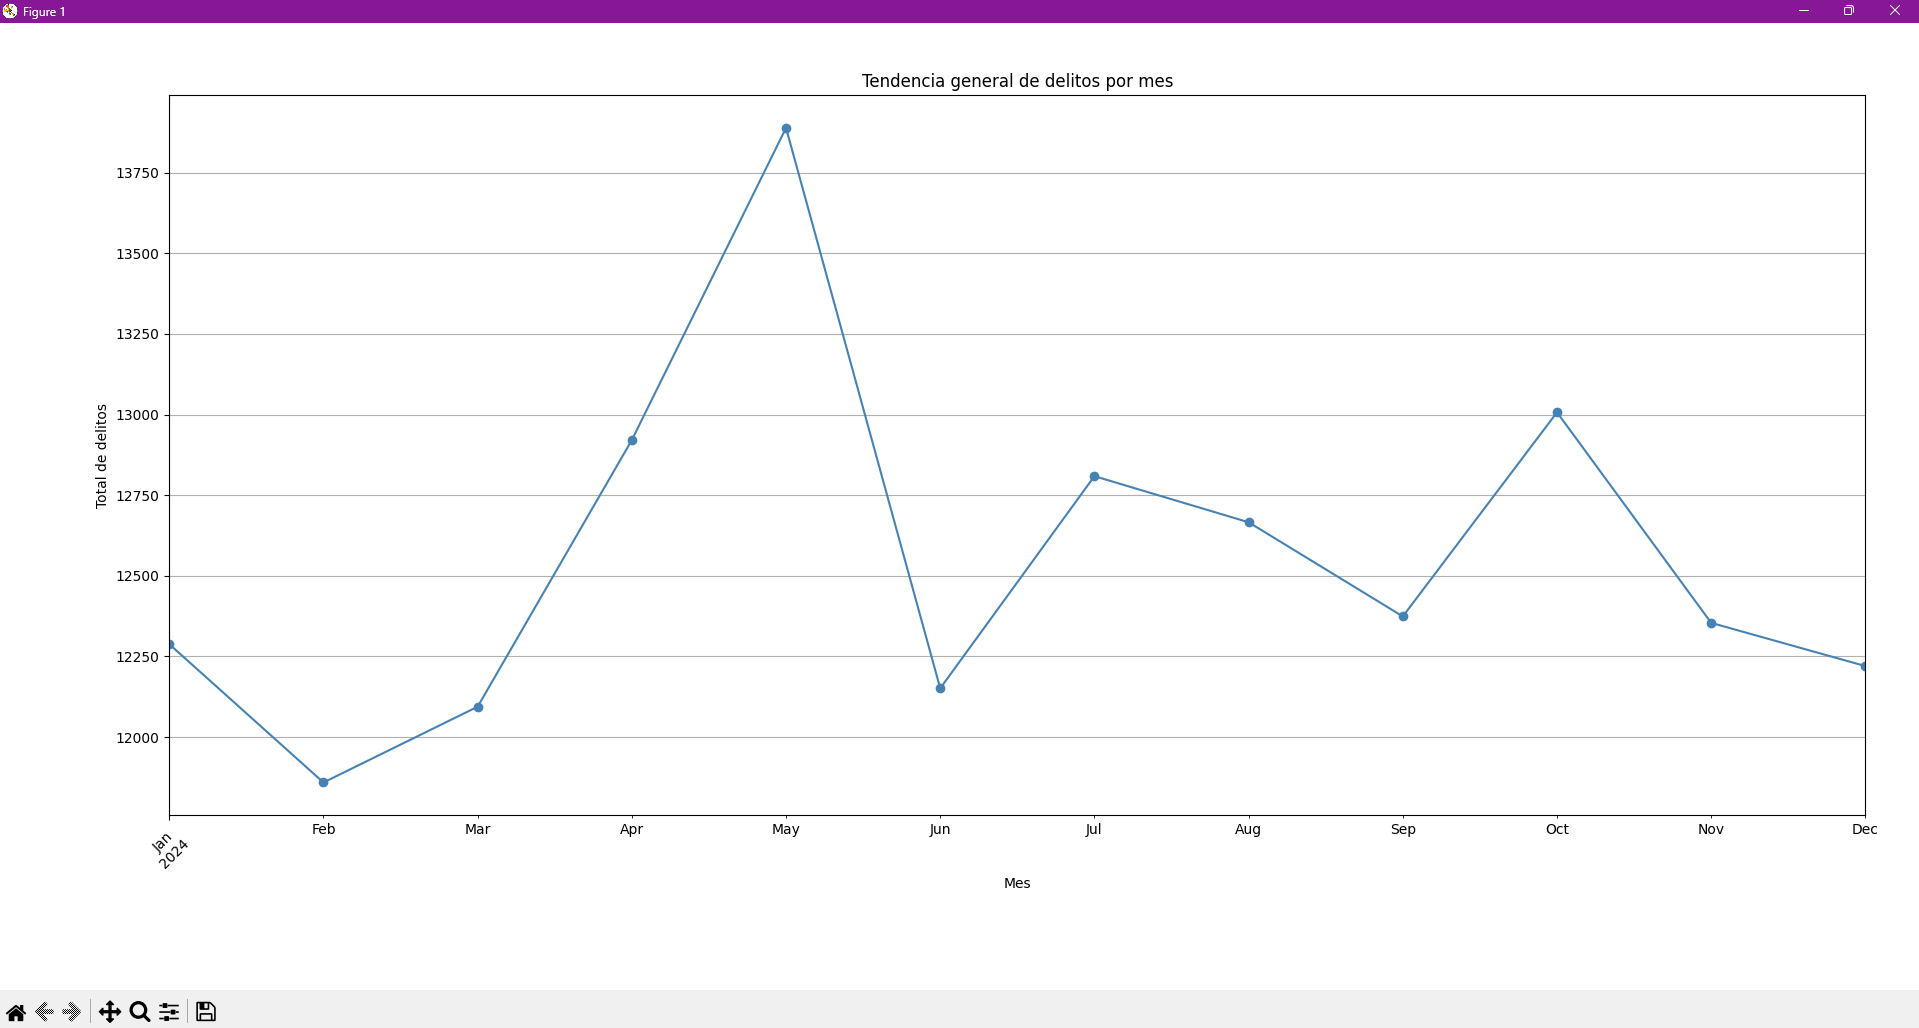 Figure 1
Tendencia general de delitos por mes
13750
13500
13250
13000
12750
12500
12250
12000
Total de delitos
Jan
2024
Feb
Mar
Apr
May
Jun
Jul
Aug
Sep
Oct
Nov
Dec
Mes